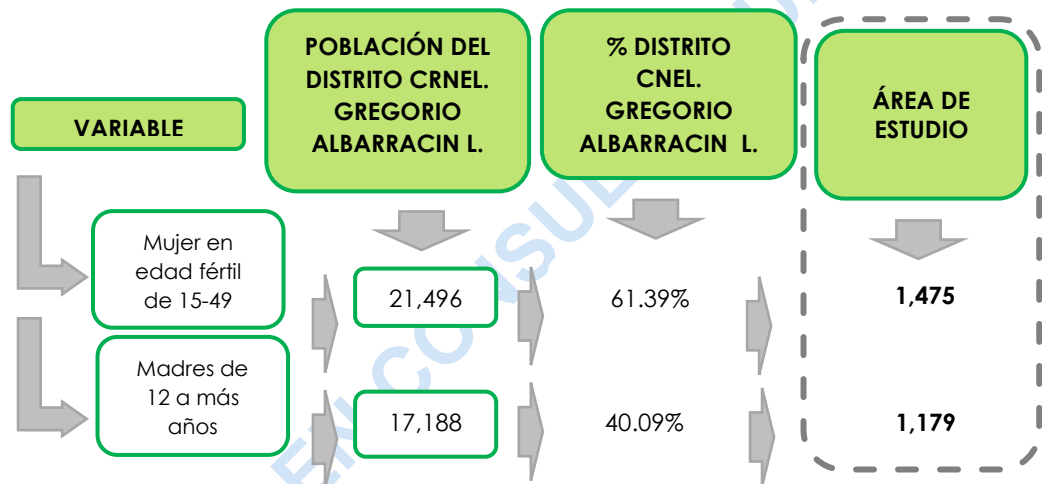 VARIABLE
POBLACIÓN DEL
DISTRITO CRNEL.
GREGORIO
ALBARRACIN L.
% DISTRITO
CNEL.
GREGORIO
ALBARRACIN L.
ÁREA DE
ESTUDIO
Mujer en
edad fértil
de 15-49
21,496
61.39%
1,475
Madres de
12 a más
años
17,188
40.09%
1,179